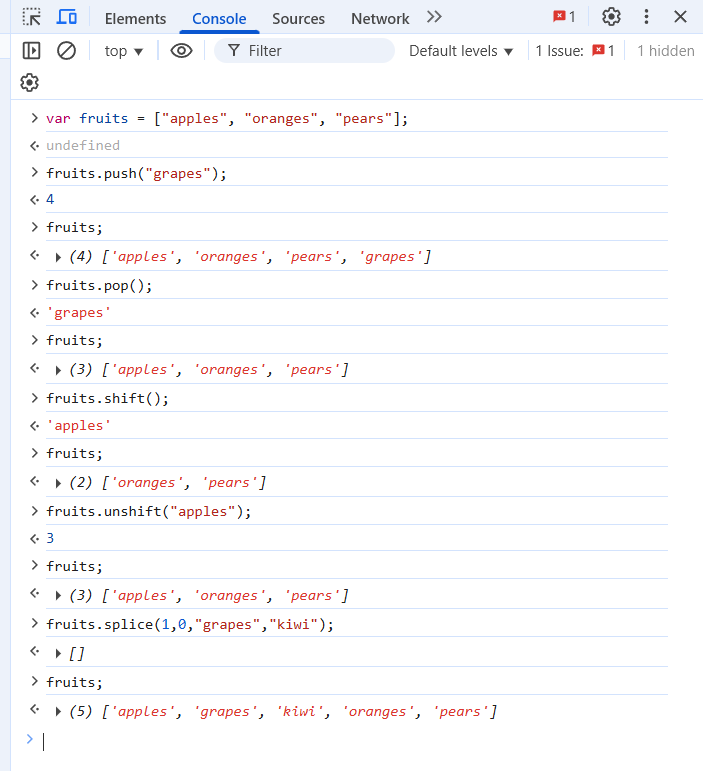 Elements Console Sources Network 1
top Filter Default levels 1 Issue: 1 1 hidden
var fruits = ["apples", "oranges", "pears"];
undefined
fruits.push("grapes");
4
fruits;
(4) ['apples', 'oranges', 'pears', 'grapes']
fruits.pop();
'grapes'
fruits;
(3) ['apples', 'oranges', 'pears']
fruits.shift();
'apples'
fruits;
(2) ['oranges', 'pears']
fruits.unshift("apples");
3
fruits;
(3) ['apples', 'oranges', 'pears']
fruits.splice(1,0,"grapes","kiwi");
[]
fruits;
(5) ['apples', 'grapes', 'kiwi', 'oranges', 'pears']